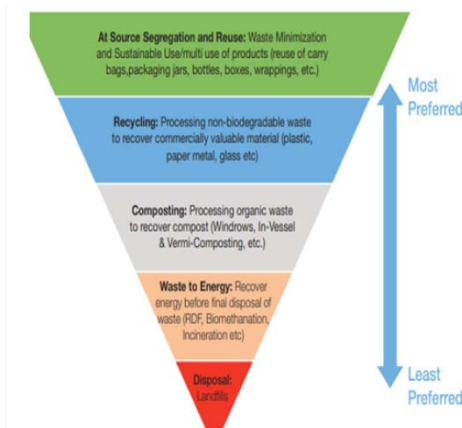 At Source Segregation and Reuse: Waste Minimization
and Sustainable Use/multi use of products (reuse of carry
bags,packaging jars, bottles, boxes, wrappings, etc.)
Most
Preferred
Recycling: Processing non-biodegradable waste
to recover commercially valuable material (plastic,
paper metal, glass etc)
Composting: Processing organic waste
to recover compost (Windrows, In-Vessel
& Vermi-Composting, etc.)
Waste to Energy: Recover
energy before final disposal of
waste (RDF, Biomethanation,
Incineration etc)
Disposal:
Landfills
Least
Preferred